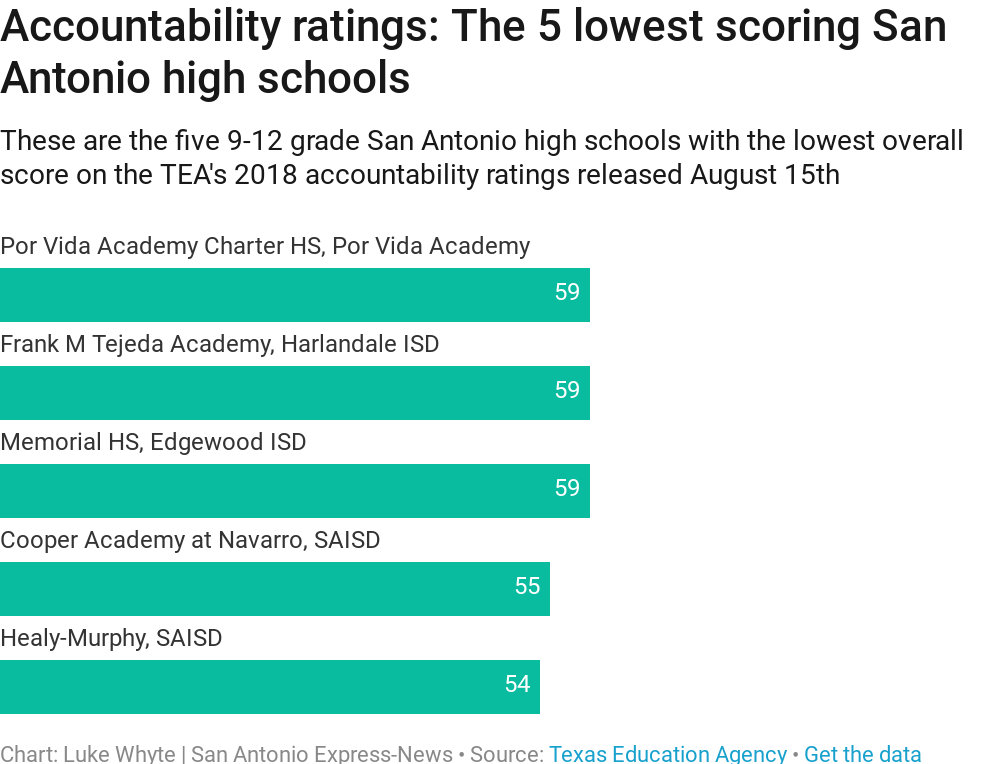 Accountability ratings: The 5 lowest scoring San
Antonio high schools
These are the five 9-12 grade San Antonio high schools with the lowest overall
score on the TEA's 2018 accountability ratings released August 15th
Por Vida Academy Charter HS, Por Vida Academy
59
Frank M Tejeda Academy, Harlandale ISD
59
Memorial HS, Edgewood ISD
59
Cooper Academy at Navarro, SAISD
55
Healy-Murphy, SAISD
54
Chart: Luke Whyte | San Antonio Express-News • Source: Texas Education Agency • Get the data